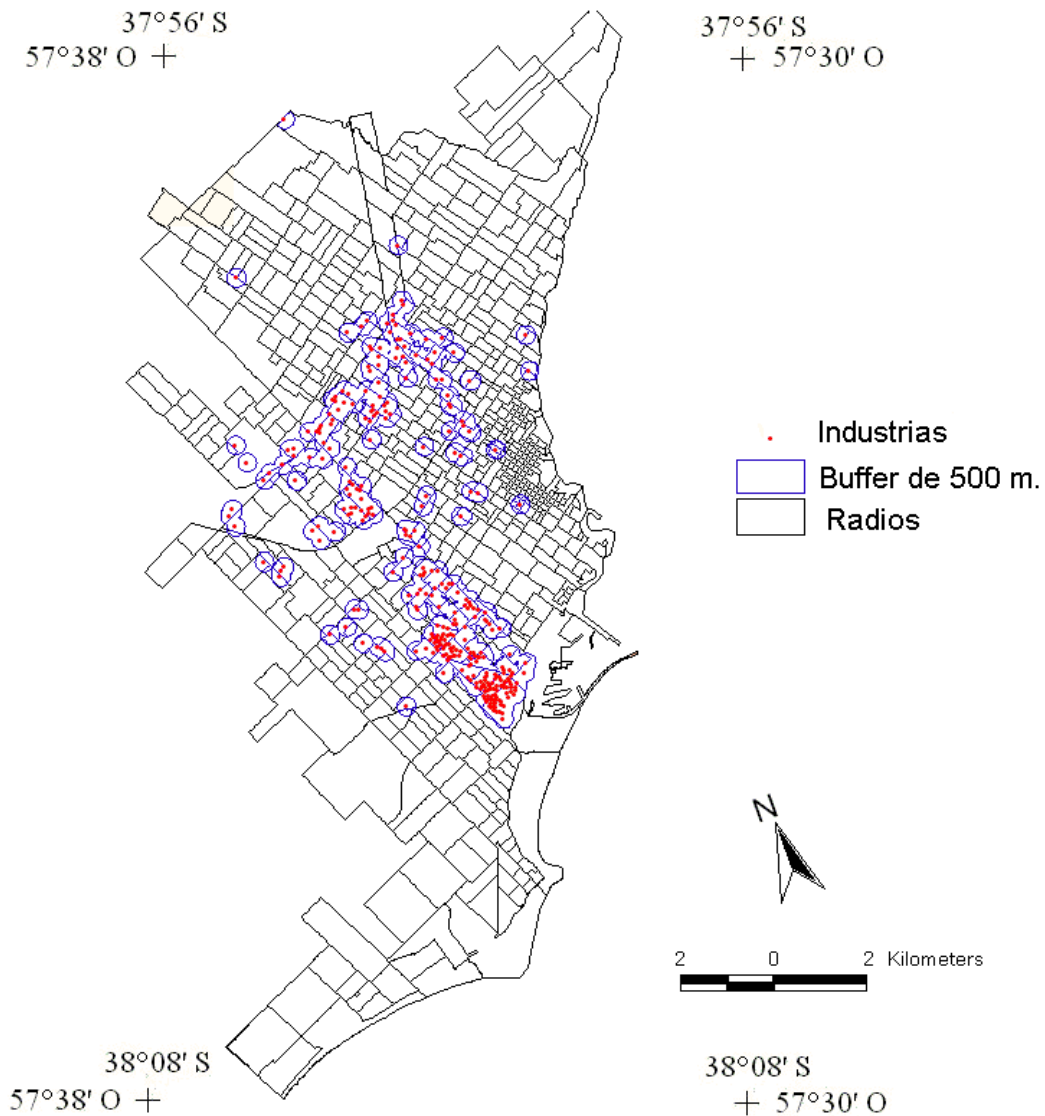 37°56' S
57°38' O
37°56' S
57°30' O
Industrias
Buffer de 500 m.
Radios
N
2 0 2 Kilometers
38°08' S
57°38' O
38°08' S
57°30' O